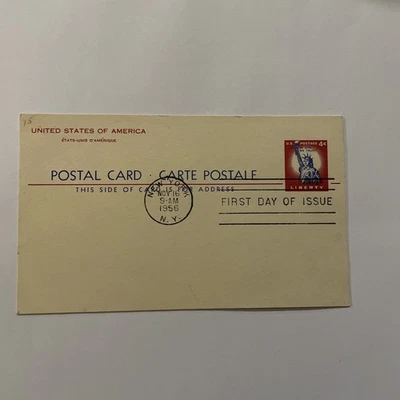 15
UNITED STATES OF AMERICA
ÉTATS-UNIS D'AMÉRIQUE
U.S. POSTAGE 4¢
LIBERTY
POSTAL CARD · CARTE POSTALE
THIS SIDE OF CARD IS FOR ADDRESS
NEW YORK
NOV 16
9-AM
1956
N.Y.
FIRST DAY OF ISSUE